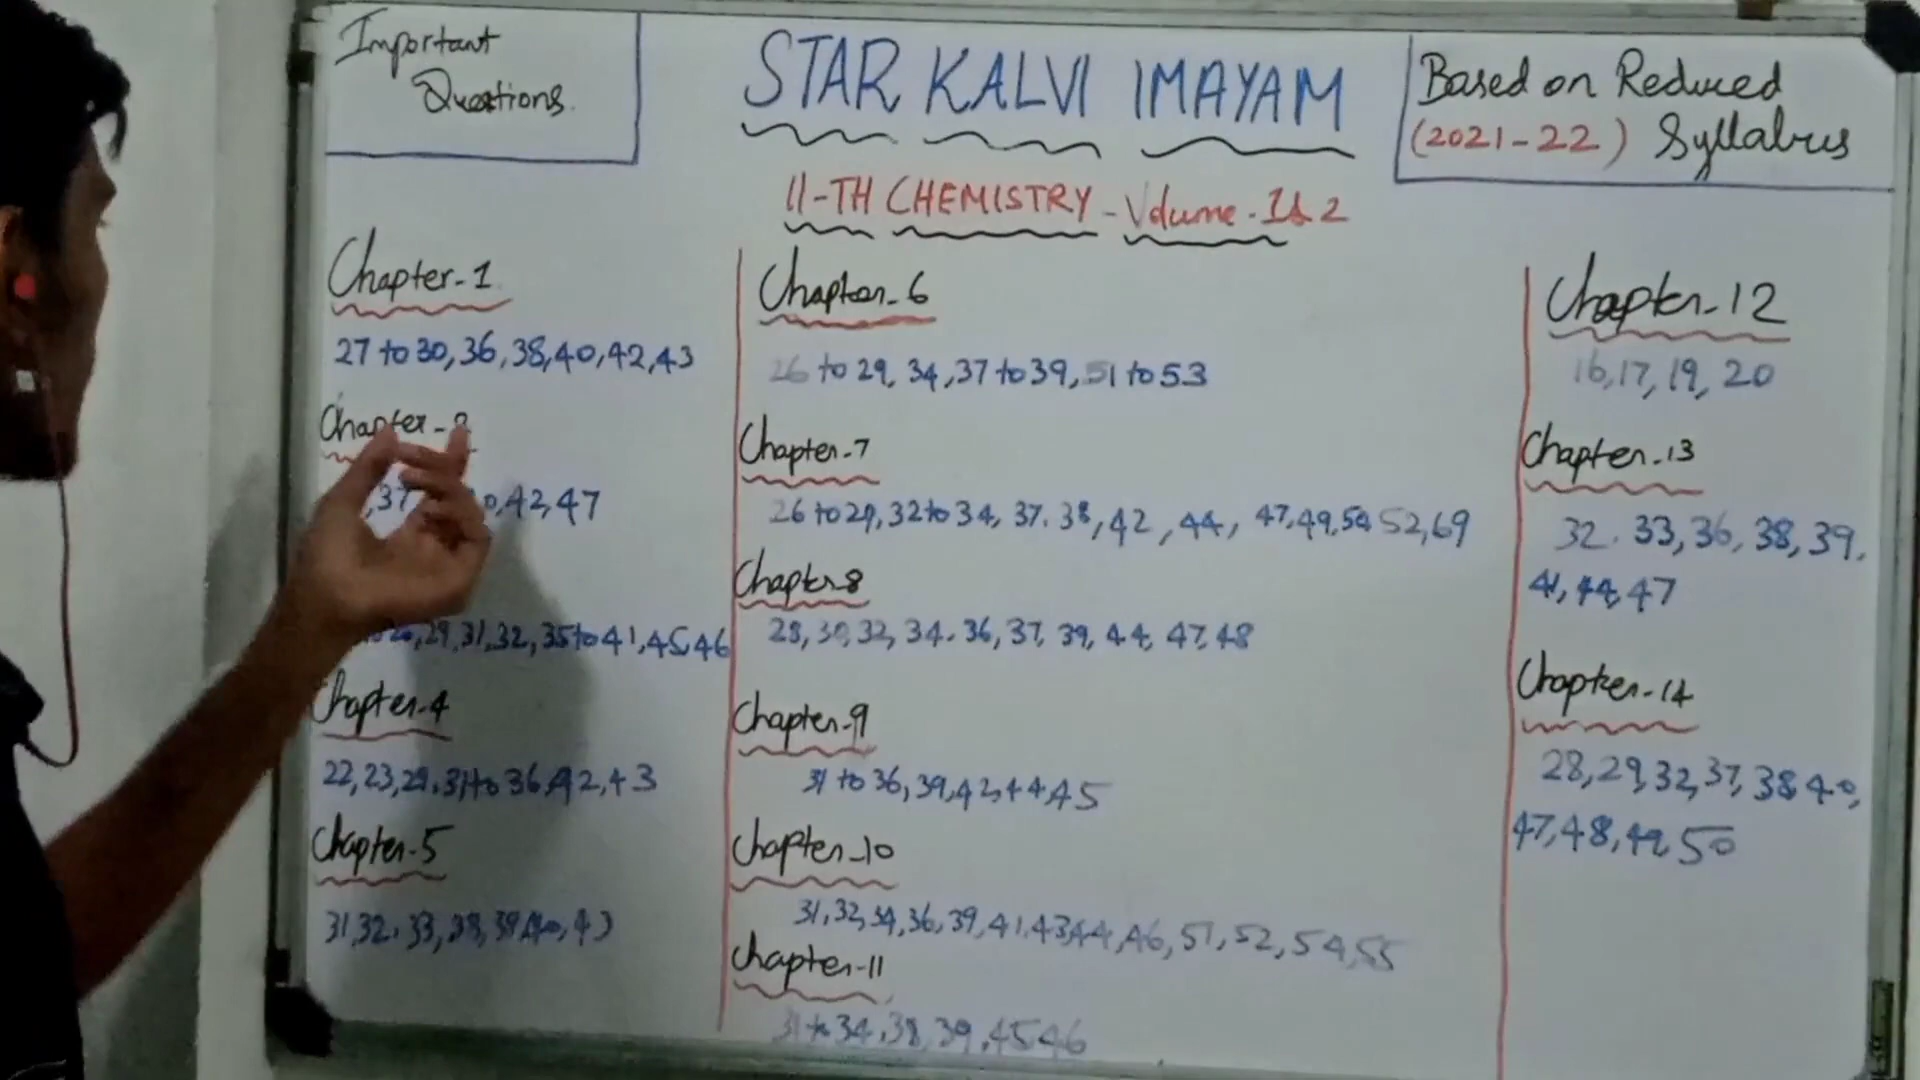 Important
Questions.
STAR KALVI IMAYAM
Based on Reduced
(2021-22) Syllabus
11-TH CHEMISTRY - Volume - 1 & 2
Chapter-1
27 to 30, 36, 38, 40, 42, 43
Chapter-
, 37 42, 47
29, 31, 32, 35 to 41, 45, 46
Chapter-4
22, 23, 29, 31 to 36, 42, 43
Chapter-5
31, 32, 33, 38, 39, 40, 43
Chapter-6
26 to 29, 34, 37 to 39, 51 to 53
Chapter-7
26 to 29, 32 to 34, 37, 38, 42, 44, 47, 49, 50, 52, 69
Chapter-8
28, 30, 32, 34, 36, 37, 39, 44, 47, 48
Chapter-9
31 to 36, 39, 42, 44, 45
Chapter-10
31, 32, 34, 36, 39, 41, 43, 44, 46, 51, 52, 54, 55
Chapter-11
31 to 34, 38, 39, 45 46
Chapter-12
16, 17, 19, 20
Chapter-13
32, 33, 36, 38, 39,
41, 44, 47
Chapter-14
28, 29, 32, 37, 38, 40,
47, 48, 49, 50